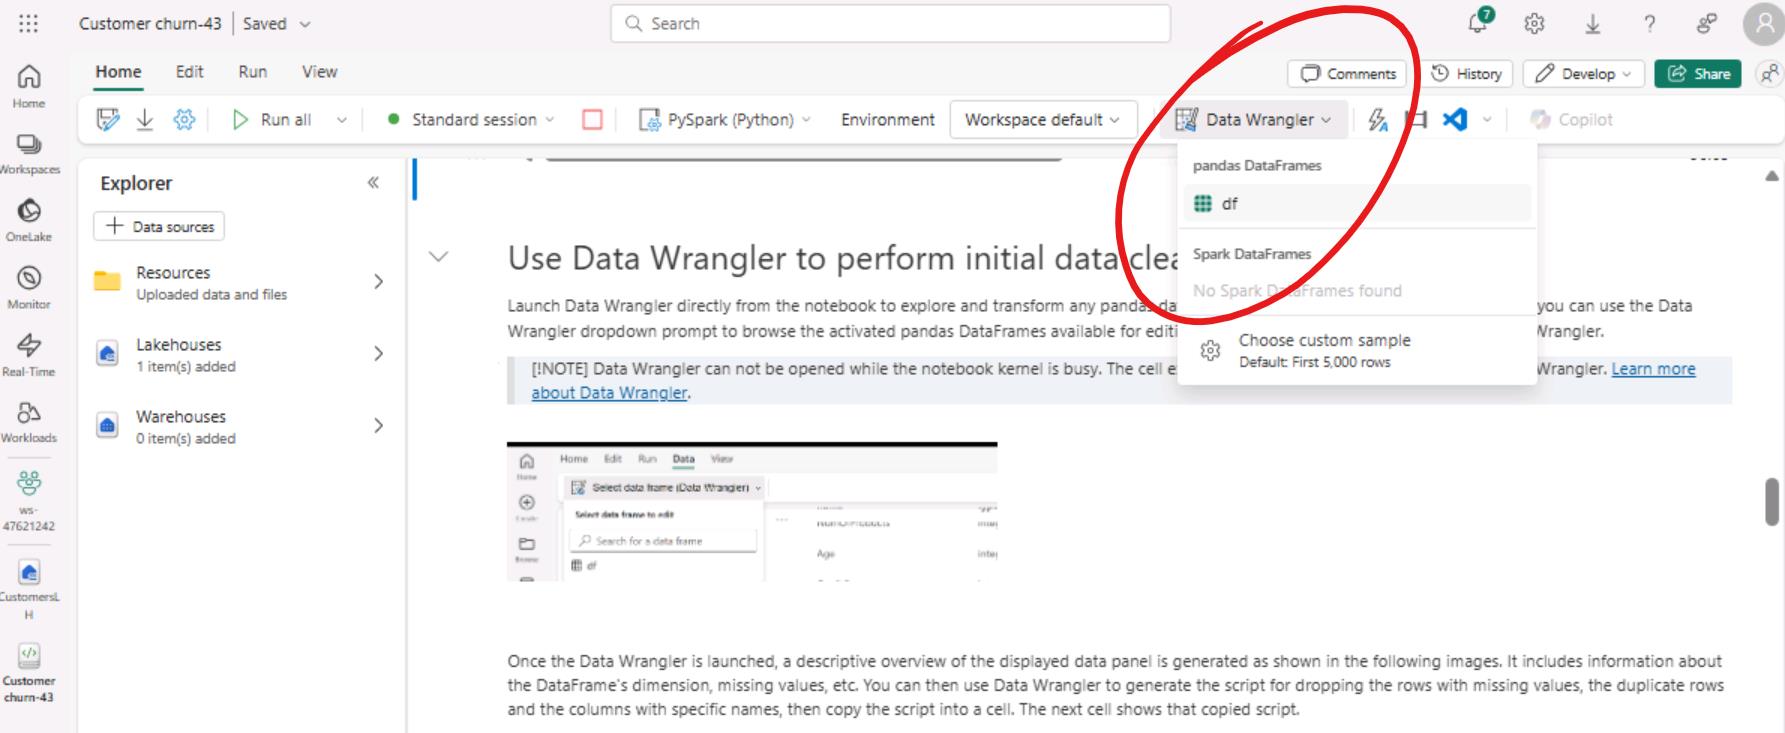 Customer churn-43 | Saved
Search
7
Home Edit Run View
Comments History Develop Share
Run all Standard session PySpark (Python) Environment Workspace default Data Wrangler Copilot
Home
Workspaces
OneLake
Monitor
Real-Time
Workloads
ws-
47621242
CustomersL
H
Customer
churn-43
Explorer
Data sources
Resources
Uploaded data and files
Lakehouses
1 item(s) added
Warehouses
0 item(s) added
pandas DataFrames
df
Spark DataFrames
No Spark DataFrames found
Choose custom sample
Default: First 5,000 rows
Use Data Wrangler to perform initial data clea
Launch Data Wrangler directly from the notebook to explore and transform any pandas da you can use the Data
Wrangler dropdown prompt to browse the activated pandas DataFrames available for editi Wrangler.
[!NOTE] Data Wrangler can not be opened while the notebook kernel is busy. The cell e Wrangler. Learn more
about Data Wrangler.
Home Edit Run Data View
Select data frame (Data Wrangler)
Select data frame to edit
Search for a data frame
df
Home
Create
Browse
NumOfProducts
Age inte
Once the Data Wrangler is launched, a descriptive overview of the displayed data panel is generated as shown in the following images. It includes information about
the DataFrame's dimension, missing values, etc. You can then use Data Wrangler to generate the script for dropping the rows with missing values, the duplicate rows
and the columns with specific names, then copy the script into a cell. The next cell shows that copied script.